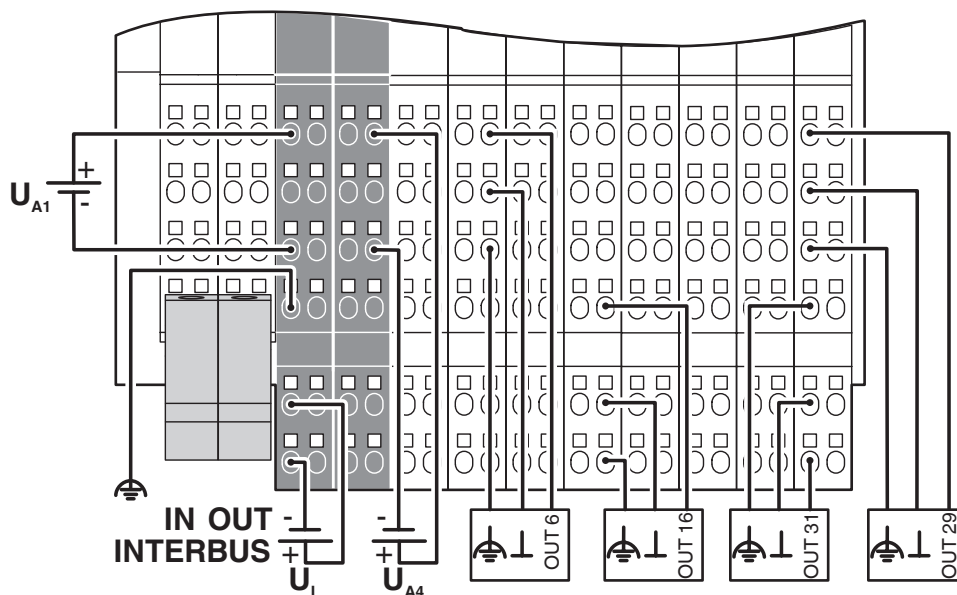 +
U A1
-
IN OUT
INTERBUS
-
+
U L
-
+
U A4
OUT 6
OUT 16
OUT 31
OUT 29